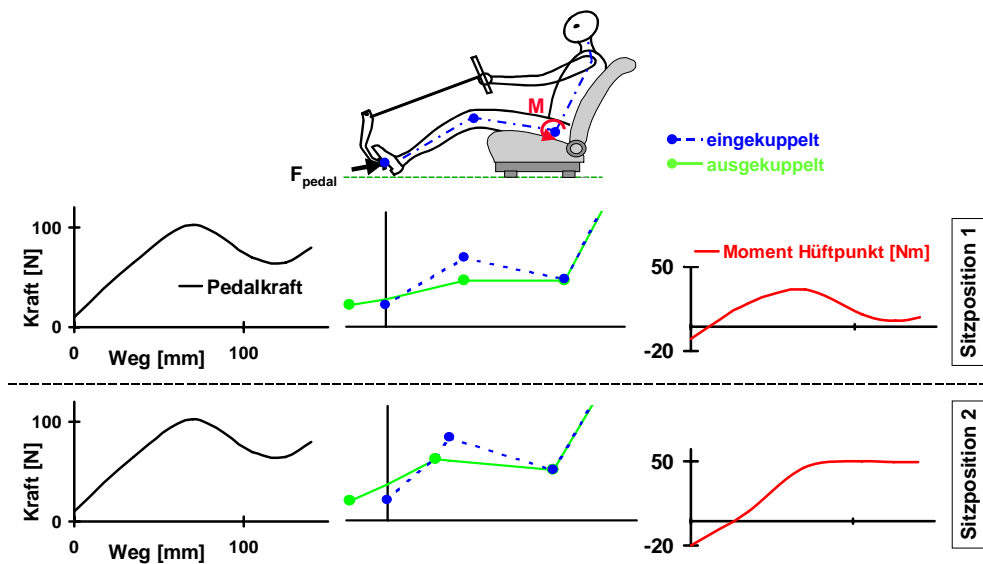 M
eingekuppelt
ausgekuppelt
F pedal
100
Kraft [N]
0
Pedalkraft
0
100
Weg [mm]
Moment Hüftpunkt [Nm]
50
-20
Sitzposition 1
100
Kraft [N]
0
0
100
Weg [mm]
50
-20
Sitzposition 2